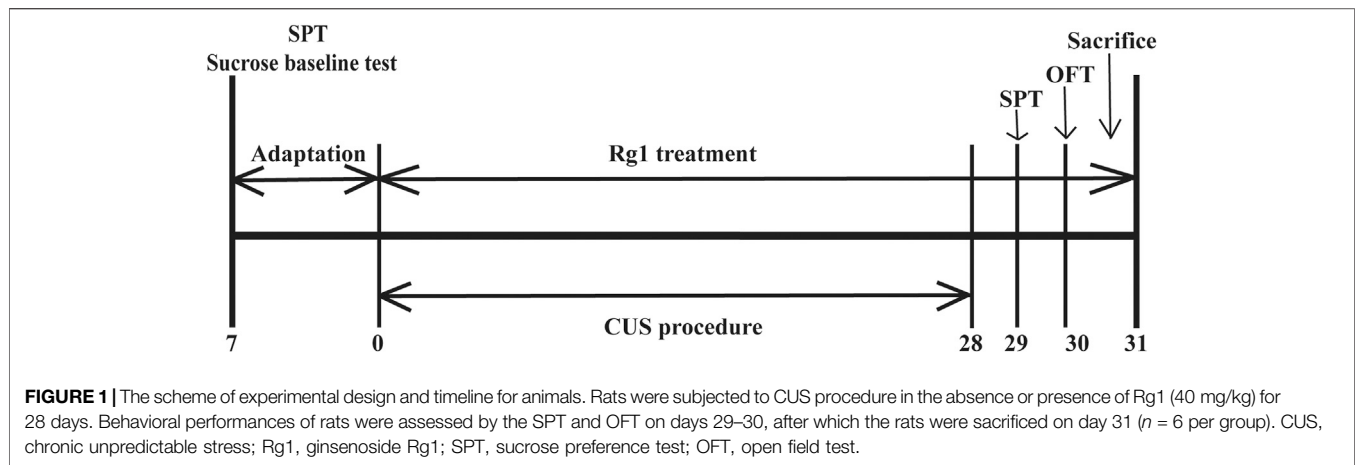 SPT
Sucrose baseline test
Sacrifice
OFT
SPT
Adaptation
Rg1 treatment
CUS procedure
7 0 28 29 30 31
FIGURE 1 | The scheme of experimental design and timeline for animals. Rats were subjected to CUS procedure in the absence or presence of Rg1 (40 mg/kg) for
28 days. Behavioral performances of rats were assessed by the SPT and OFT on days 29–30, after which the rats were sacrificed on day 31 (n = 6 per group). CUS,
chronic unpredictable stress; Rg1, ginsenoside Rg1; SPT, sucrose preference test; OFT, open field test.